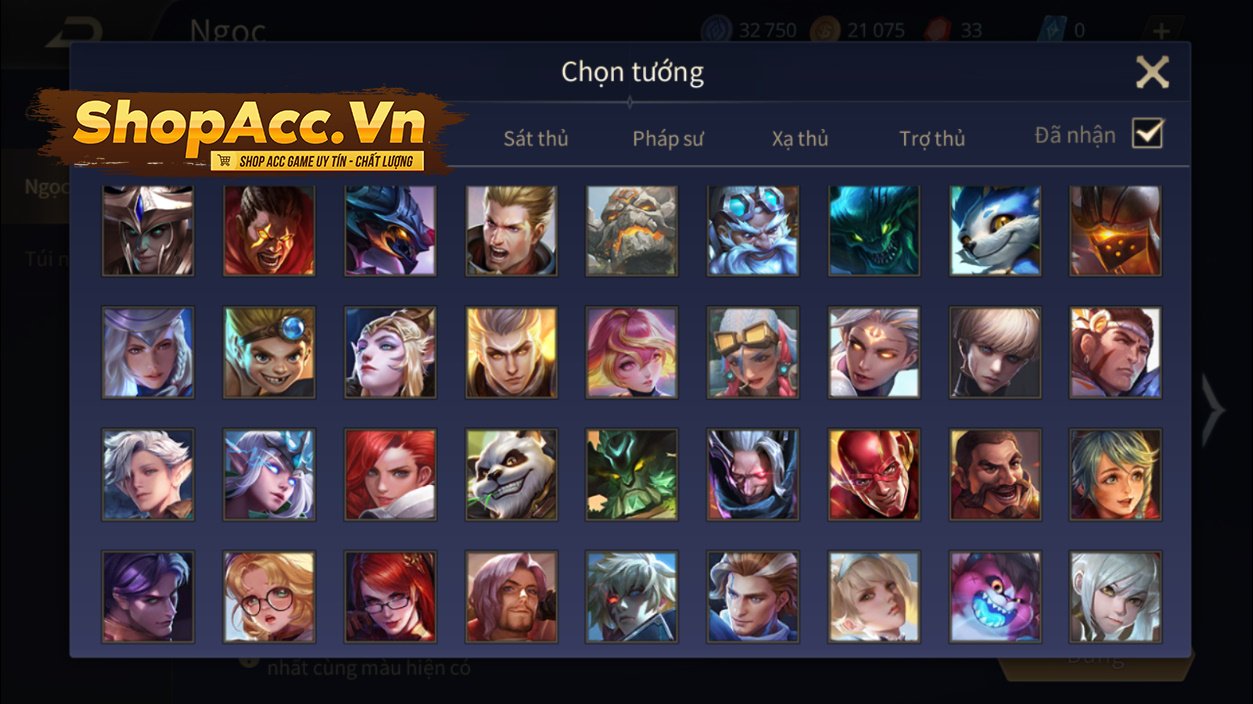 Ngọc
32 750
21 075
33
0
Chọn tướng
ShopAcc.Vn
SHOP ACC GAME UY TÍN - CHẤT LƯỢNG
Sát thủ
Pháp sư
Xạ thủ
Trợ thủ
Đã nhận
Ngọc
Túi n
nhất cùng màu hiện có